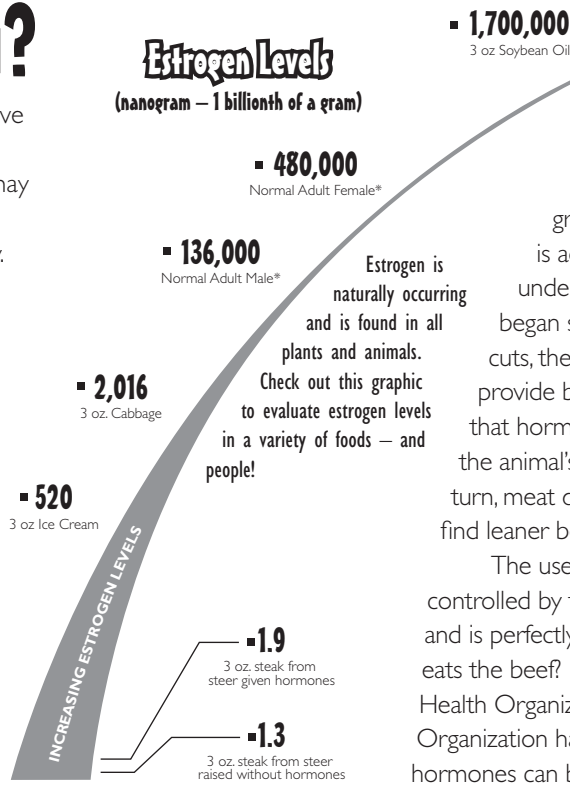 ?
ve
may
Estrogen Levels
(nanogram – 1 billionth of a gram)
▪ 1,700,000
3 oz Soybean Oil
▪ 480,000
Normal Adult Female*
▪ 136,000
Normal Adult Male*
▪ 2,016
3 oz. Cabbage
▪ 520
3 oz Ice Cream
INCREASING ESTROGEN LEVELS
▪1.9
3 oz. steak from
steer given hormones
▪1.3
3 oz. steak from steer
raised without hormones
Estrogen is
naturally occurring
and is found in all
plants and animals.
Check out this graphic
to evaluate estrogen levels
in a variety of foods – and
people!
gr
is a
unde
began s
cuts, the
provide b
that horm
the animal's
turn, meat c
find leaner b
The use
controlled by
and is perfectly
eats the beef?
Health Organiz
Organization ha
hormones can b